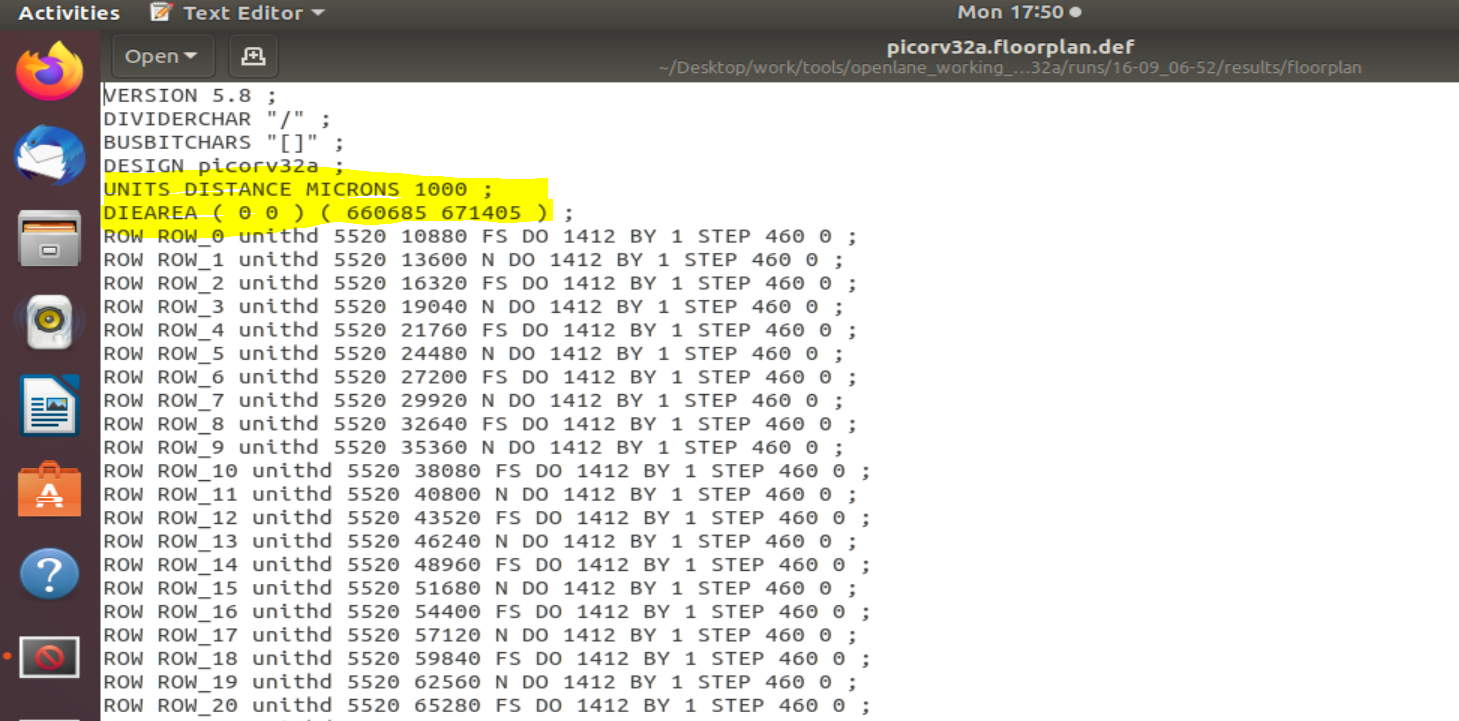 Activities Text Editor Mon 17:50
Open picorv32a.floorplan.def
~/Desktop/work/tools/openlane_working_...32a/runs/16-09_06-52/results/floorplan
VERSION 5.8 ;
DIVIDERCHAR "/" ;
BUSBITCHARS "[]" ;
DESIGN picorv32a ;
UNITS DISTANCE MICRONS 1000 ;
DIEAREA ( 0 0 ) ( 660685 671405 ) ;
ROW ROW_0 unithd 5520 10880 FS DO 1412 BY 1 STEP 460 0 ;
ROW ROW_1 unithd 5520 13600 N DO 1412 BY 1 STEP 460 0 ;
ROW ROW_2 unithd 5520 16320 FS DO 1412 BY 1 STEP 460 0 ;
ROW ROW_3 unithd 5520 19040 N DO 1412 BY 1 STEP 460 0 ;
ROW ROW_4 unithd 5520 21760 FS DO 1412 BY 1 STEP 460 0 ;
ROW ROW_5 unithd 5520 24480 N DO 1412 BY 1 STEP 460 0 ;
ROW ROW_6 unithd 5520 27200 FS DO 1412 BY 1 STEP 460 0 ;
ROW ROW_7 unithd 5520 29920 N DO 1412 BY 1 STEP 460 0 ;
ROW ROW_8 unithd 5520 32640 FS DO 1412 BY 1 STEP 460 0 ;
ROW ROW_9 unithd 5520 35360 N DO 1412 BY 1 STEP 460 0 ;
ROW ROW_10 unithd 5520 38080 FS DO 1412 BY 1 STEP 460 0 ;
ROW ROW_11 unithd 5520 40800 N DO 1412 BY 1 STEP 460 0 ;
ROW ROW_12 unithd 5520 43520 FS DO 1412 BY 1 STEP 460 0 ;
ROW ROW_13 unithd 5520 46240 N DO 1412 BY 1 STEP 460 0 ;
ROW ROW_14 unithd 5520 48960 FS DO 1412 BY 1 STEP 460 0 ;
ROW ROW_15 unithd 5520 51680 N DO 1412 BY 1 STEP 460 0 ;
ROW ROW_16 unithd 5520 54400 FS DO 1412 BY 1 STEP 460 0 ;
ROW ROW_17 unithd 5520 57120 N DO 1412 BY 1 STEP 460 0 ;
ROW ROW_18 unithd 5520 59840 FS DO 1412 BY 1 STEP 460 0 ;
ROW ROW_19 unithd 5520 62560 N DO 1412 BY 1 STEP 460 0 ;
ROW ROW_20 unithd 5520 65280 FS DO 1412 BY 1 STEP 460 0 ;